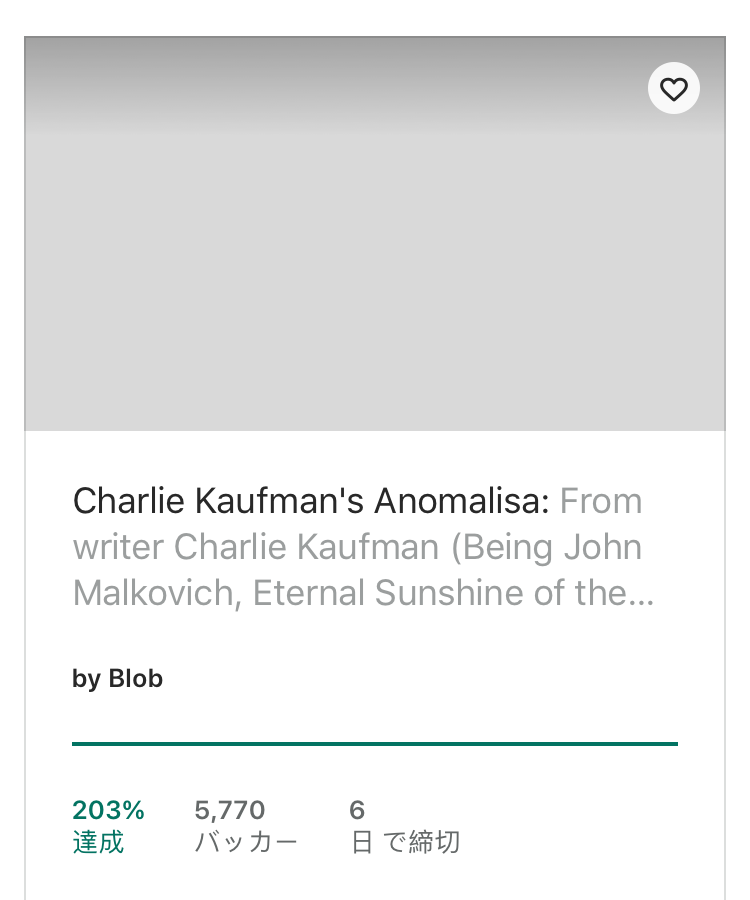 Charlie Kaufman's Anomalisa: From
writer Charlie Kaufman (Being John
Malkovich, Eternal Sunshine of the...
by Blob
203% 5,770 6
達成 バッカー 日 で締切